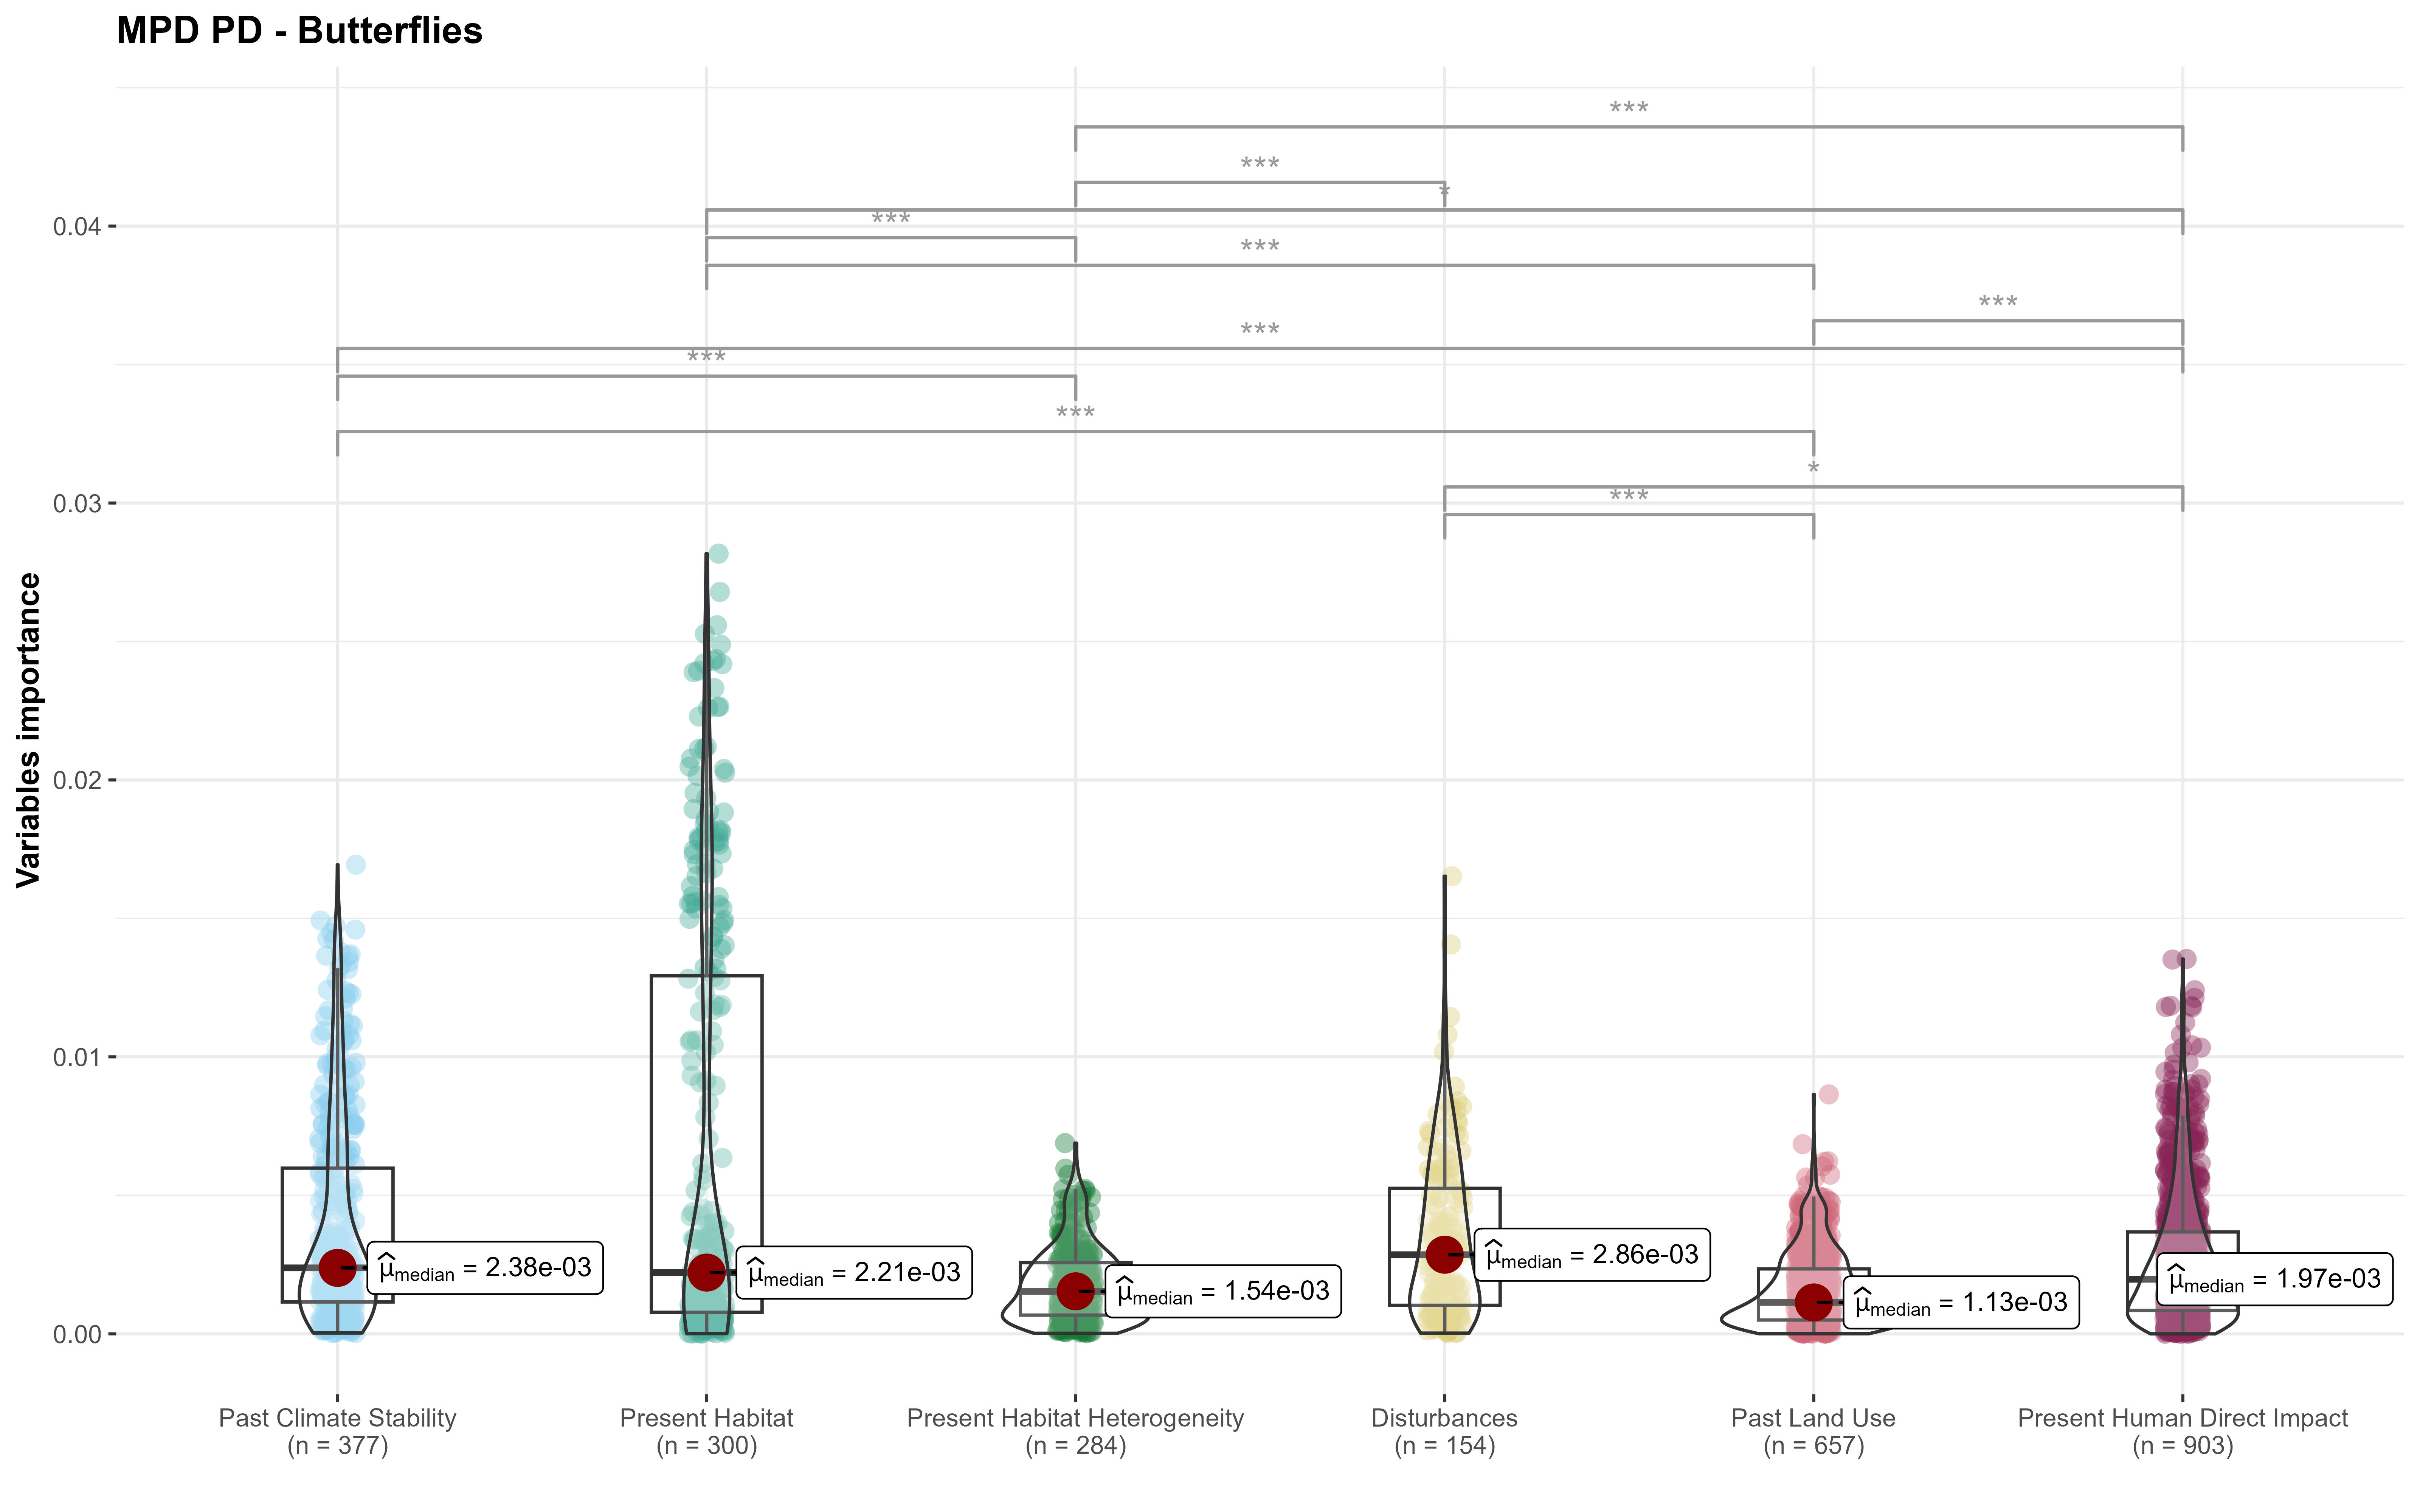 MPD PD - Butterflies
***
***
*
***
***
***
***
***
***
*
***
0.04
0.03
0.02
0.01
0.00
Variables importance
μ̂median = 2.38e-03
μ̂median = 2.21e-03
μ̂median = 1.54e-03
μ̂median = 2.86e-03
μ̂median = 1.13e-03
μ̂median = 1.97e-03
Past Climate Stability
(n = 377)
Present Habitat
(n = 300)
Present Habitat Heterogeneity
(n = 284)
Disturbances
(n = 154)
Past Land Use
(n = 657)
Present Human Direct Impact
(n = 903)